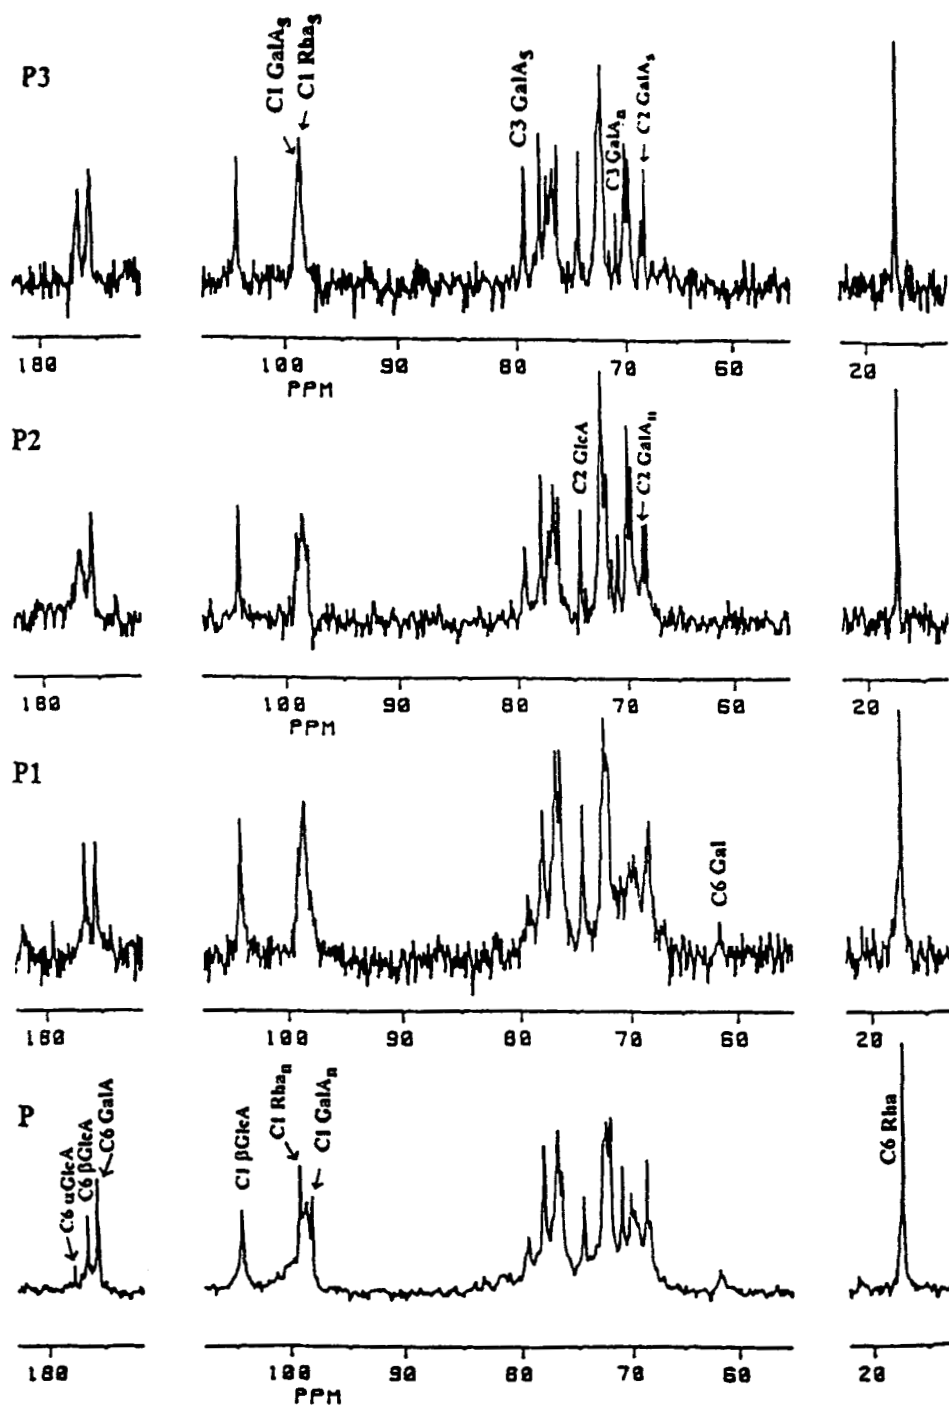 P3
C1 GalAs
C1 Rhas
C3 GalAs
C3 GalAn
C2 GalAs
180
100
90
80
70
60
20
PPM
P2
C2 GlcA
C2 GalAn
180
100
90
80
70
60
20
PPM
P1
C6 Gal
180
100
90
80
70
60
20
P
C6 αGlcA
C6 βGlcA
C6 GalA
C1 βGlcA
C1 Rhan
C1 GalAn
C6 Rha
180
100
90
80
70
60
20
PPM